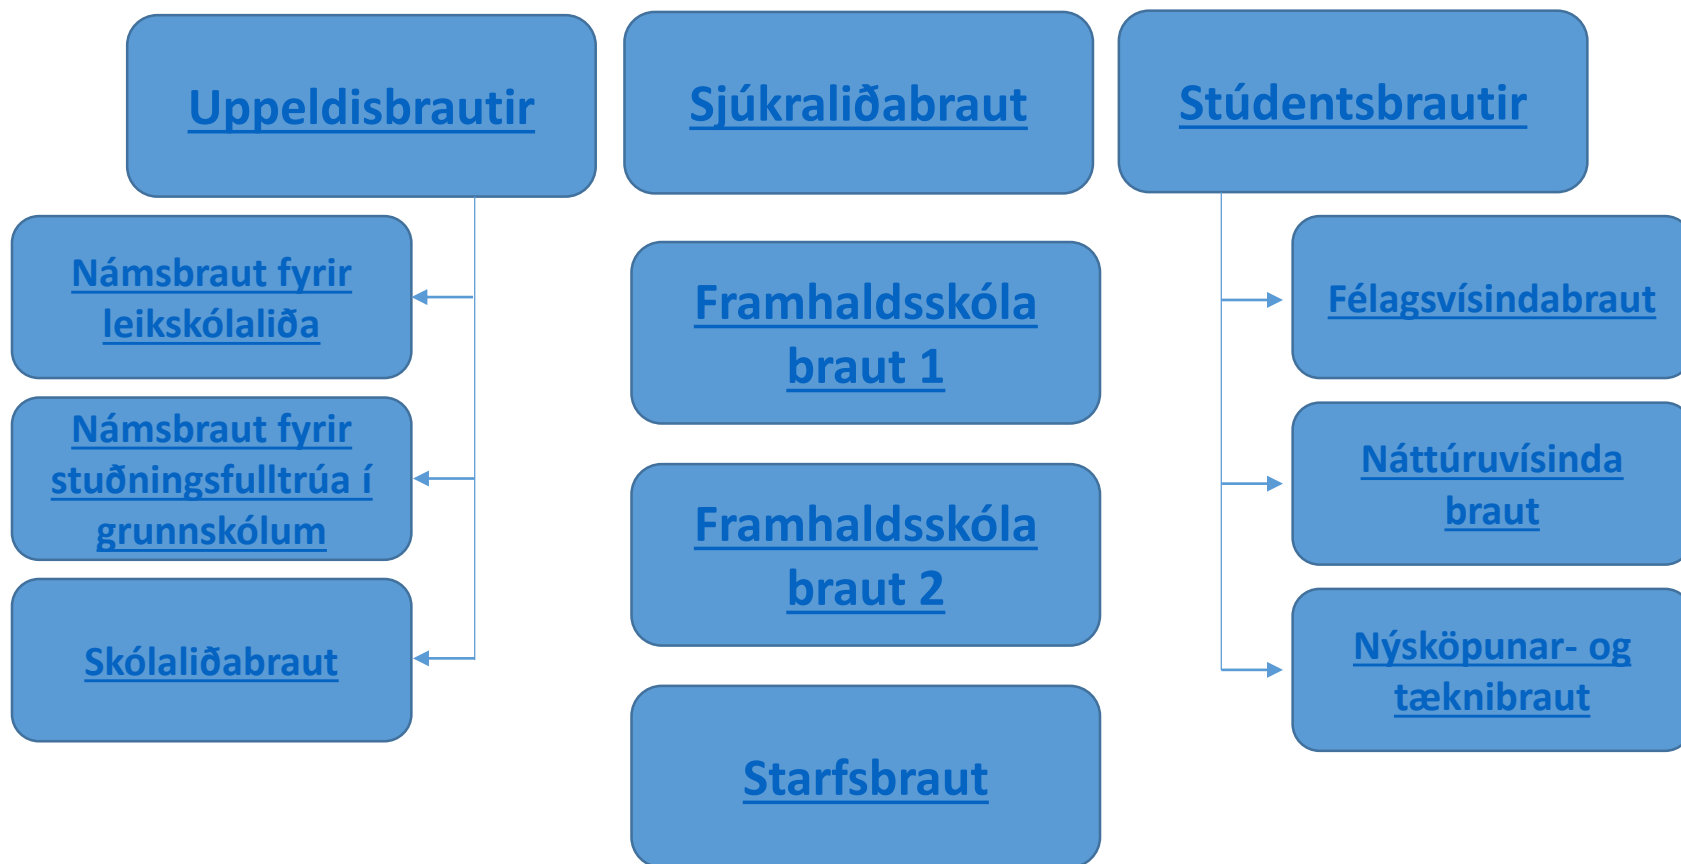 Uppeldisbrautir
Námsbraut fyrir
leikskólaliða
Námsbraut fyrir
stuðningsfulltrúa í
grunnskólum
Skólaliðabraut
Sjúkraliðabraut
Framhaldsskóla
braut 1
Framhaldsskóla
braut 2
Starfsbraut
Stúdentsbrautir
Félagsvísindabraut
Náttúruvísinda
braut
Nýsköpunar- og
tæknibraut